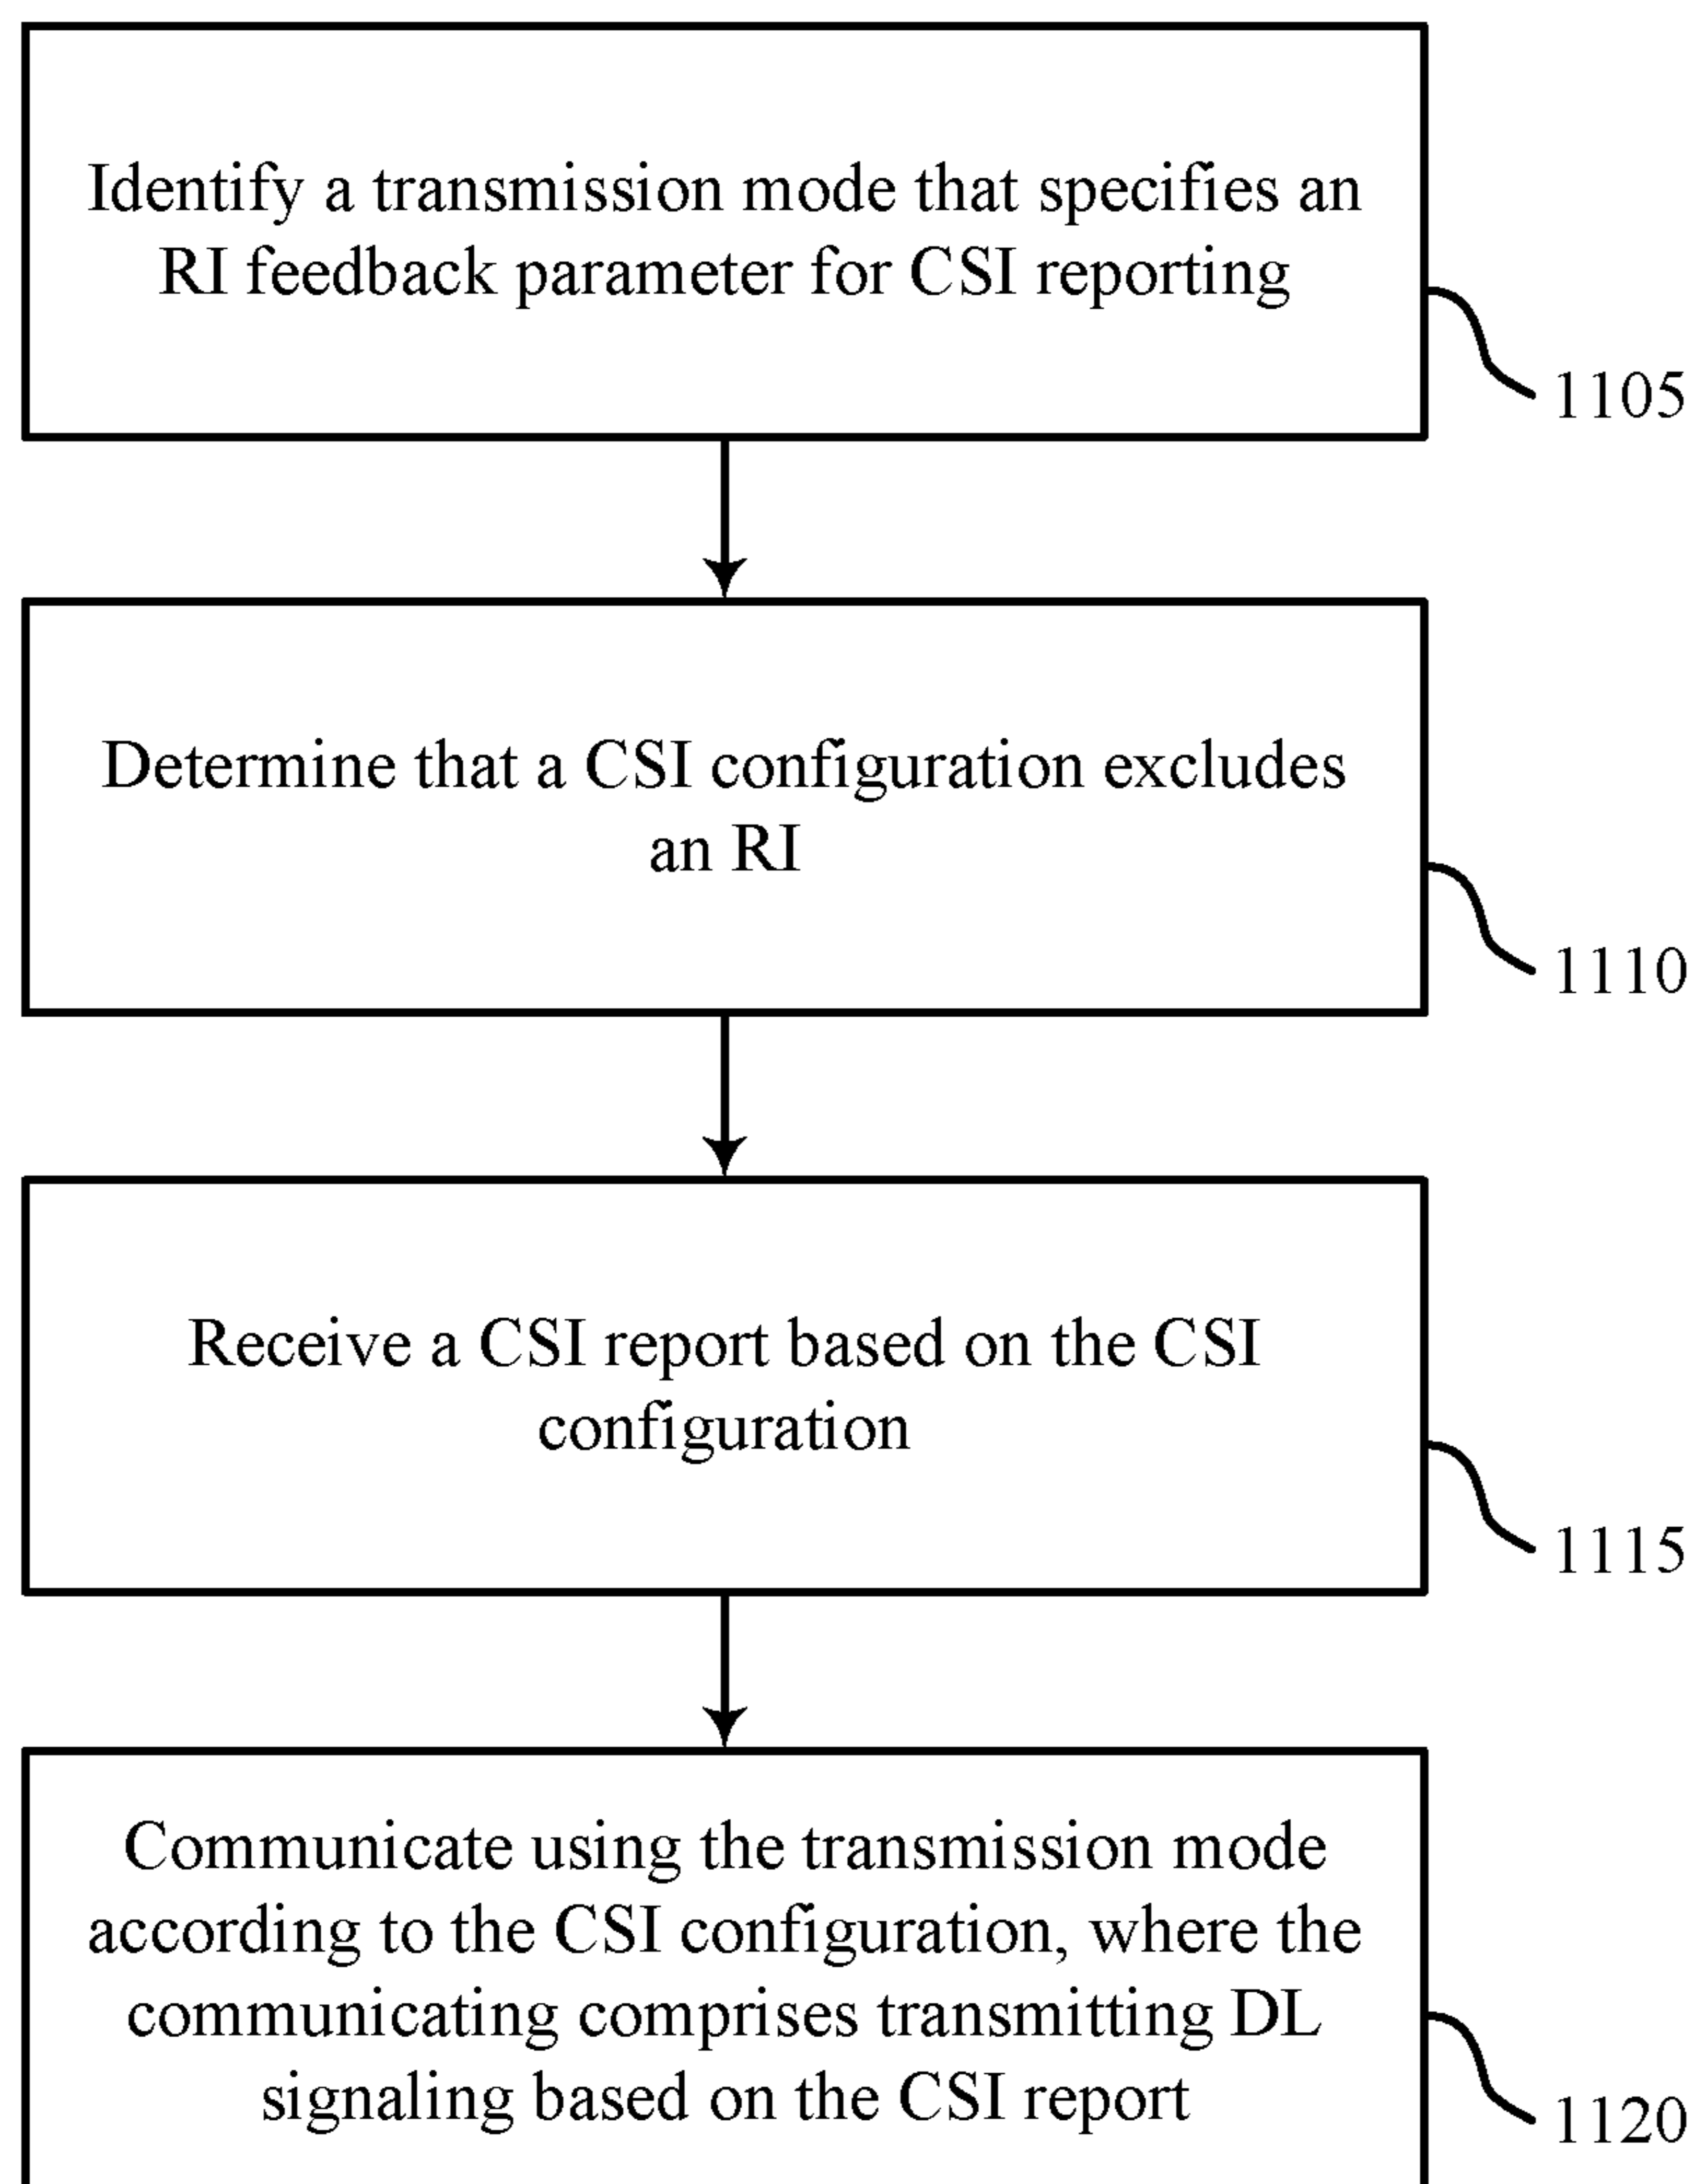 Identify a transmission mode that specifies an
RI feedback parameter for CSI reporting
1105
Determine that a CSI configuration excludes
an RI
1110
Receive a CSI report based on the CSI
configuration
1115
Communicate using the transmission mode
according to the CSI configuration, where the
communicating comprises transmitting DL
signaling based on the CSI report
1120